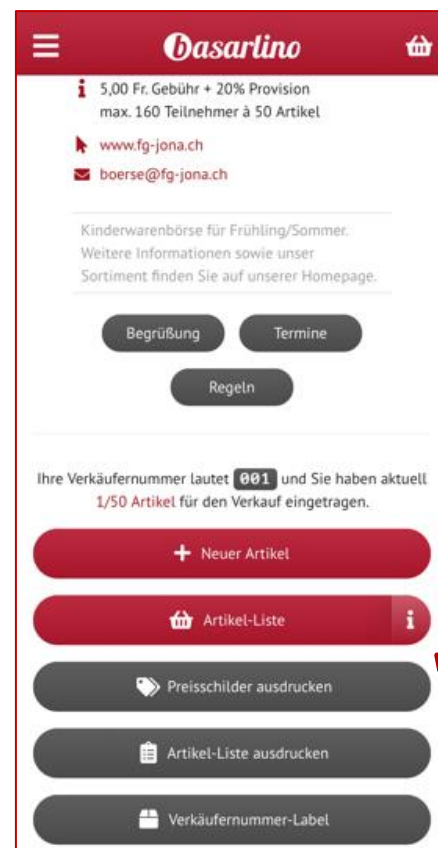 basarlino
5,00 Fr. Gebühr + 20% Provision
max. 160 Teilnehmer à 50 Artikel
www.fg-jona.ch
boerse@fg-jona.ch
Kinderwarenbörse für Frühling/Sommer.
Weitere Informationen sowie unser
Sortiment finden Sie auf unserer Homepage.
Begrüßung
Termine
Regeln
Ihre Verkäufernummer lautet 001 und Sie haben aktuell
1/50 Artikel für den Verkauf eingetragen.
Neuer Artikel
Artikel-Liste
Preisschilder ausdrucken
Artikel-Liste ausdrucken
Verkäufernummer-Label